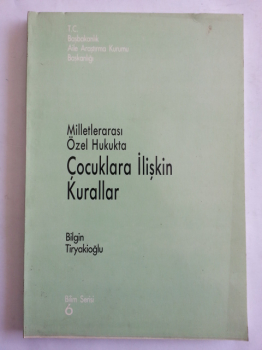 T.C.
Başbakanlık
Aile Araştırma Kurumu
Başkanlığı
Milletlerarası
Özel Hukukta
Çocuklara İlişkin
Kurallar
Bilgin
Tiryakioğlu
Bilim Serisi